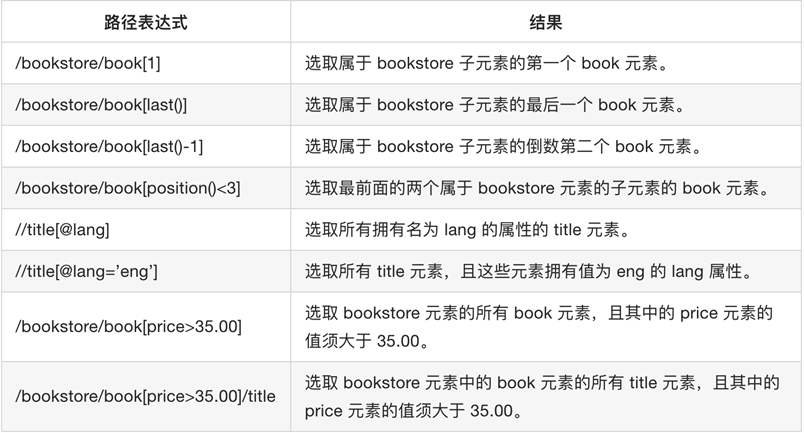 路径表达式 结果
/bookstore/book[1] 选取属于 bookstore 子元素的第一个 book 元素。
/bookstore/book[last()] 选取属于 bookstore 子元素的最后一个 book 元素。
/bookstore/book[last()-1] 选取属于 bookstore 子元素的倒数第二个 book 元素。
/bookstore/book[position()<3] 选取最前面的两个属于 bookstore 元素的子元素的 book 元素。
//title[@lang] 选取所有拥有名为 lang 的属性的 title 元素。
//title[@lang=’eng’] 选取所有 title 元素，且这些元素拥有值为 eng 的 lang 属性。
/bookstore/book[price>35.00] 选取 bookstore 元素的所有 book 元素，且其中的 price 元素的
值须大于 35.00。
/bookstore/book[price>35.00]/title 选取 bookstore 元素中的 book 元素的所有 title 元素，且其中的
price 元素的值须大于 35.00。